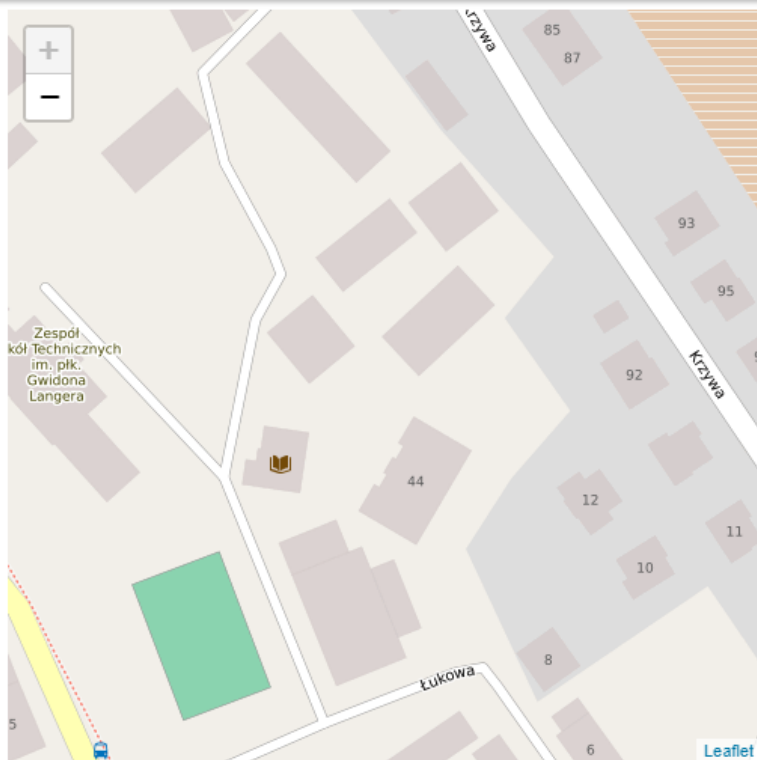 +
−
Krzywa
85
87
93
95
Zespół
kół Technicznych
im. płk.
Gwidona
Langera
92
Krzywa
44
12
11
10
8
Łukowa
5
6
Leaflet